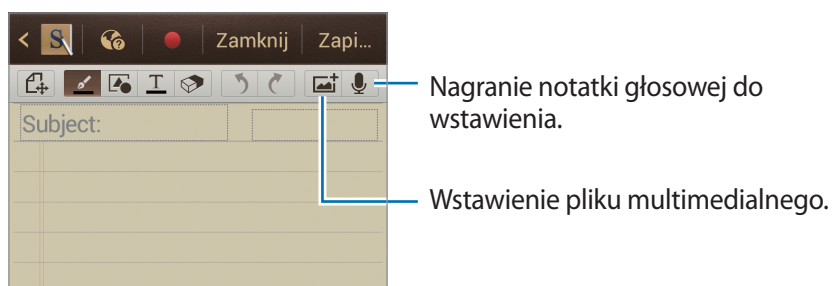 Zamknij Zapi...
Nagranie notatki głosowej do
wstawienia.
Subject:
Wstawienie pliku multimedialnego.